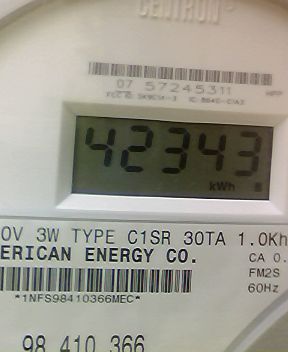 CENTRON®
07 57245311
42343
kWh
0V 3W TYPE C1SR 30TA 1.0Kh
ERICAN ENERGY CO.
CA 0.
FM2S
60Hz
*1NFS98410366MEC*
98 410 366